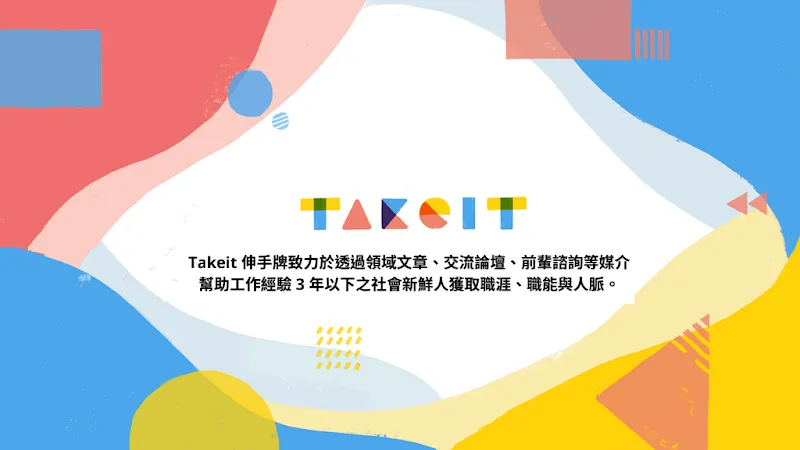 TAKEIT
Takeit 伸手牌致力於透過領域文章、交流論壇、前輩諮詢等媒介
幫助工作經驗 3 年以下之社會新鮮人獲取職涯、職能與人脈。